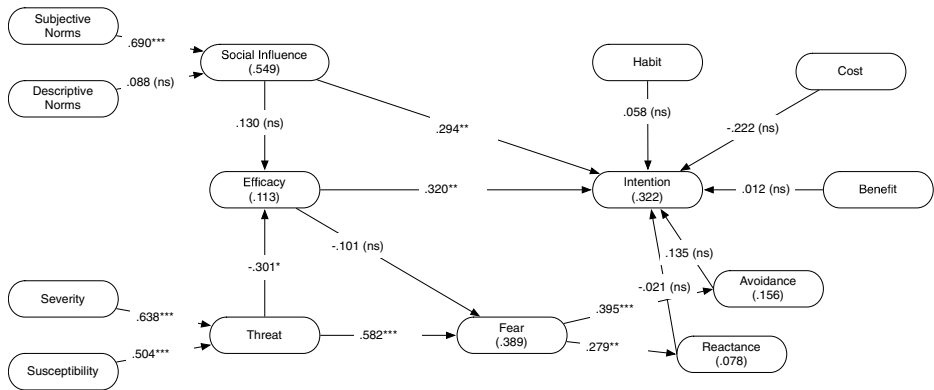 Subjective
Norms
.690***
Social Influence
(.549)
Habit
Cost
Descriptive
Norms
.088 (ns)
.130 (ns)
.294**
.058 (ns)
-.222 (ns)
Efficacy
(.113)
.320**
Intention
(.322)
.012 (ns)
Benefit
-.101 (ns)
.135 (ns)
-.301*
-.021 (ns)
Avoidance
(.156)
Severity
.638***
.395***
Threat
.582***
Fear
(.389)
.279**
Reactance
(.078)
.504***
Susceptibility